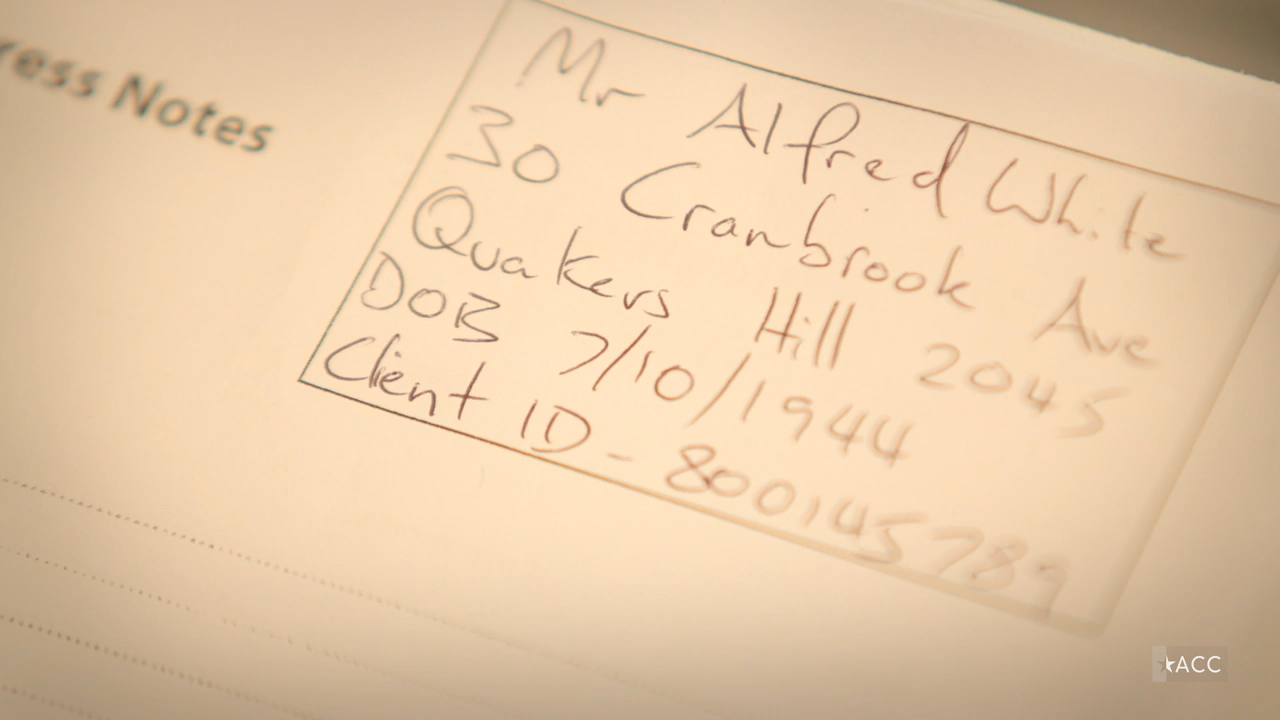 ress Notes
Mr Alfred White
30 Cranbrook Ave
Quakers Hill 2045
DOB 7/10/1944
Client ID - 800145789
ACC